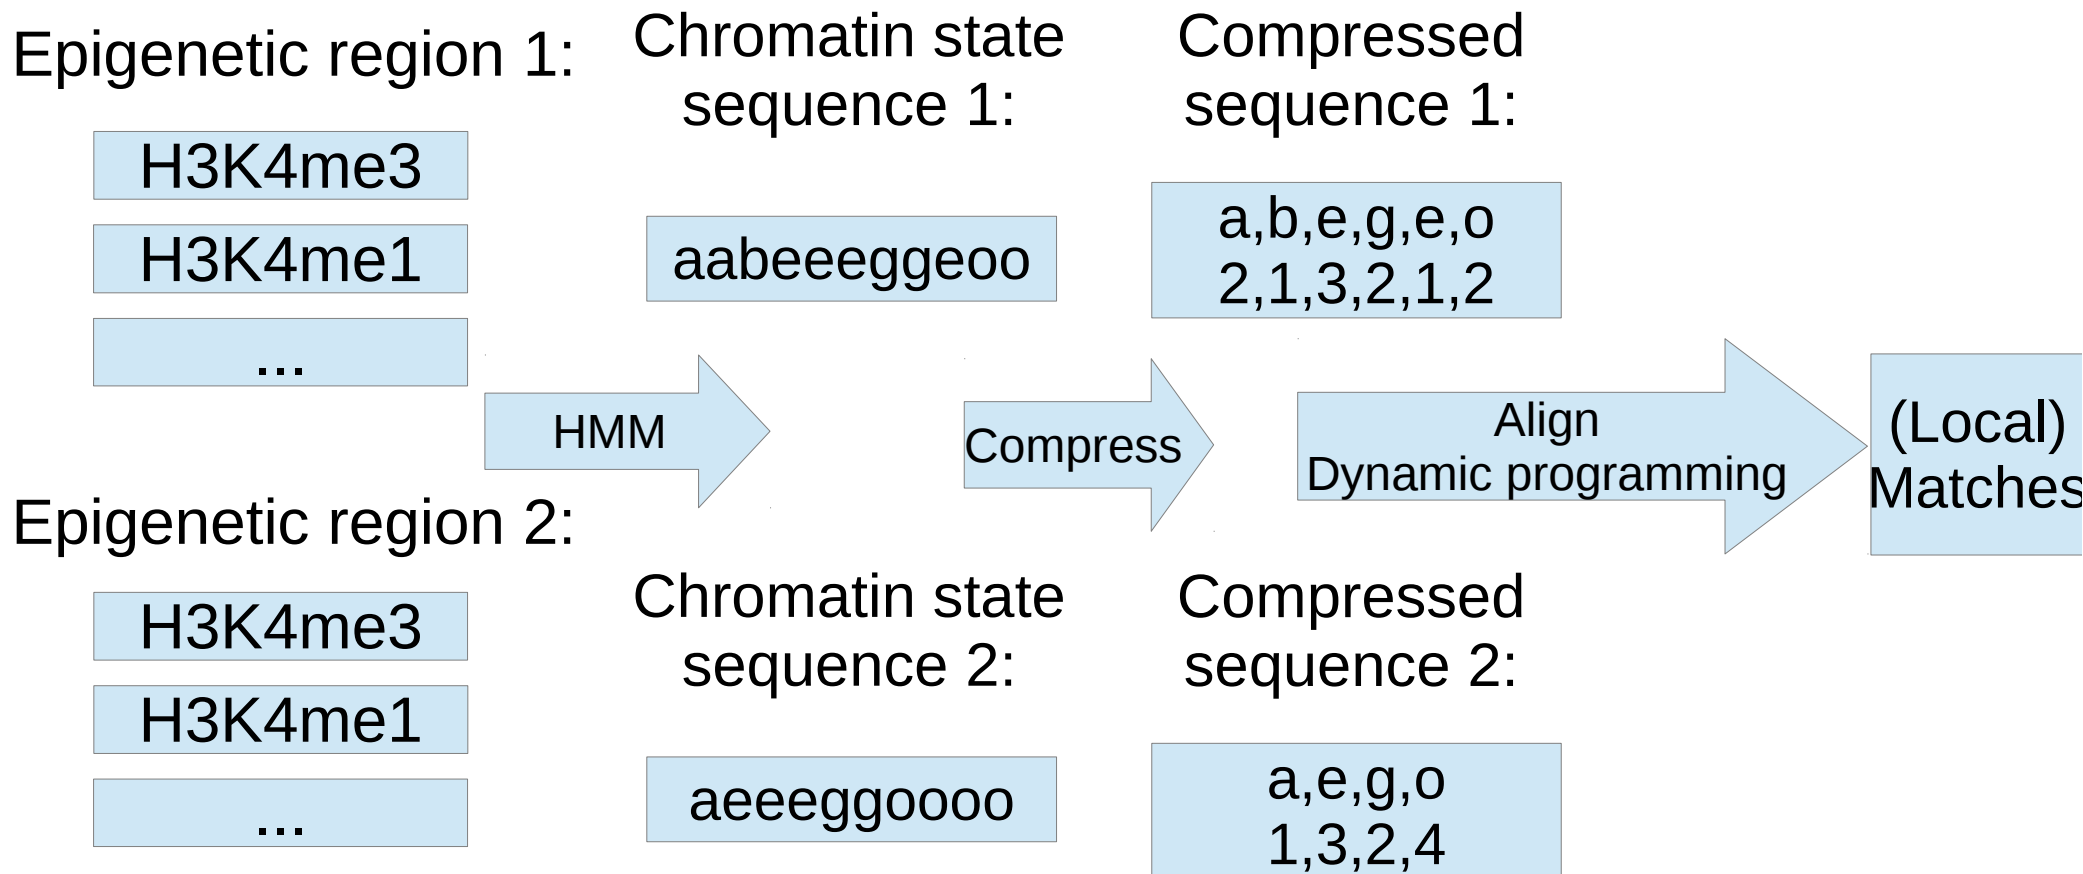 Epigenetic region 1:
H3K4me3
H3K4me1
...
Chromatin state
sequence 1:
aabeeeggeoo
Compressed
sequence 1:
a,b,e,g,e,o
2,1,3,2,1,2
HMM
Compress
Align
Dynamic programming
(Local)
Matches
Epigenetic region 2:
H3K4me3
H3K4me1
...
Chromatin state
sequence 2:
aeeeggoooo
Compressed
sequence 2:
a,e,g,o
1,3,2,4